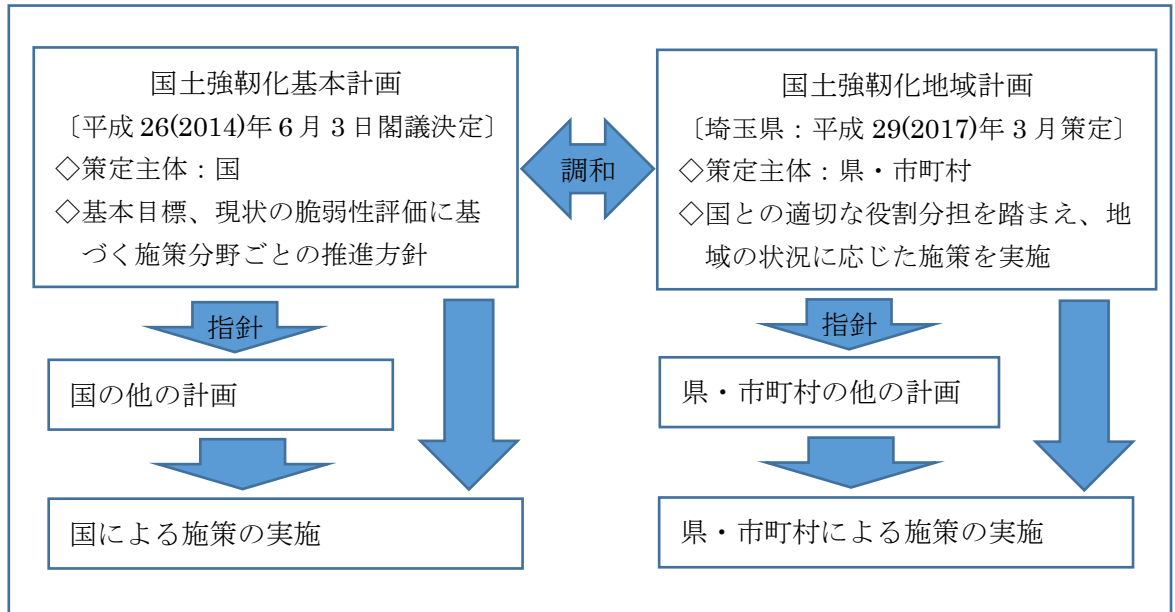 国土強靭化基本計画
〔平成 26(2014)年 6 月 3 日閣議決定〕
◇策定主体：国
◇基本目標、現状の脆弱性評価に基
づく施策分野ごとの推進方針
調和
国土強靭化地域計画
〔埼玉県：平成 29(2017)年 3 月策定〕
◇策定主体：県・市町村
◇国との適切な役割分担を踏まえ、地
域の状況に応じた施策を実施
指針
指針
国の他の計画
県・市町村の他の計画
国による施策の実施
県・市町村による施策の実施